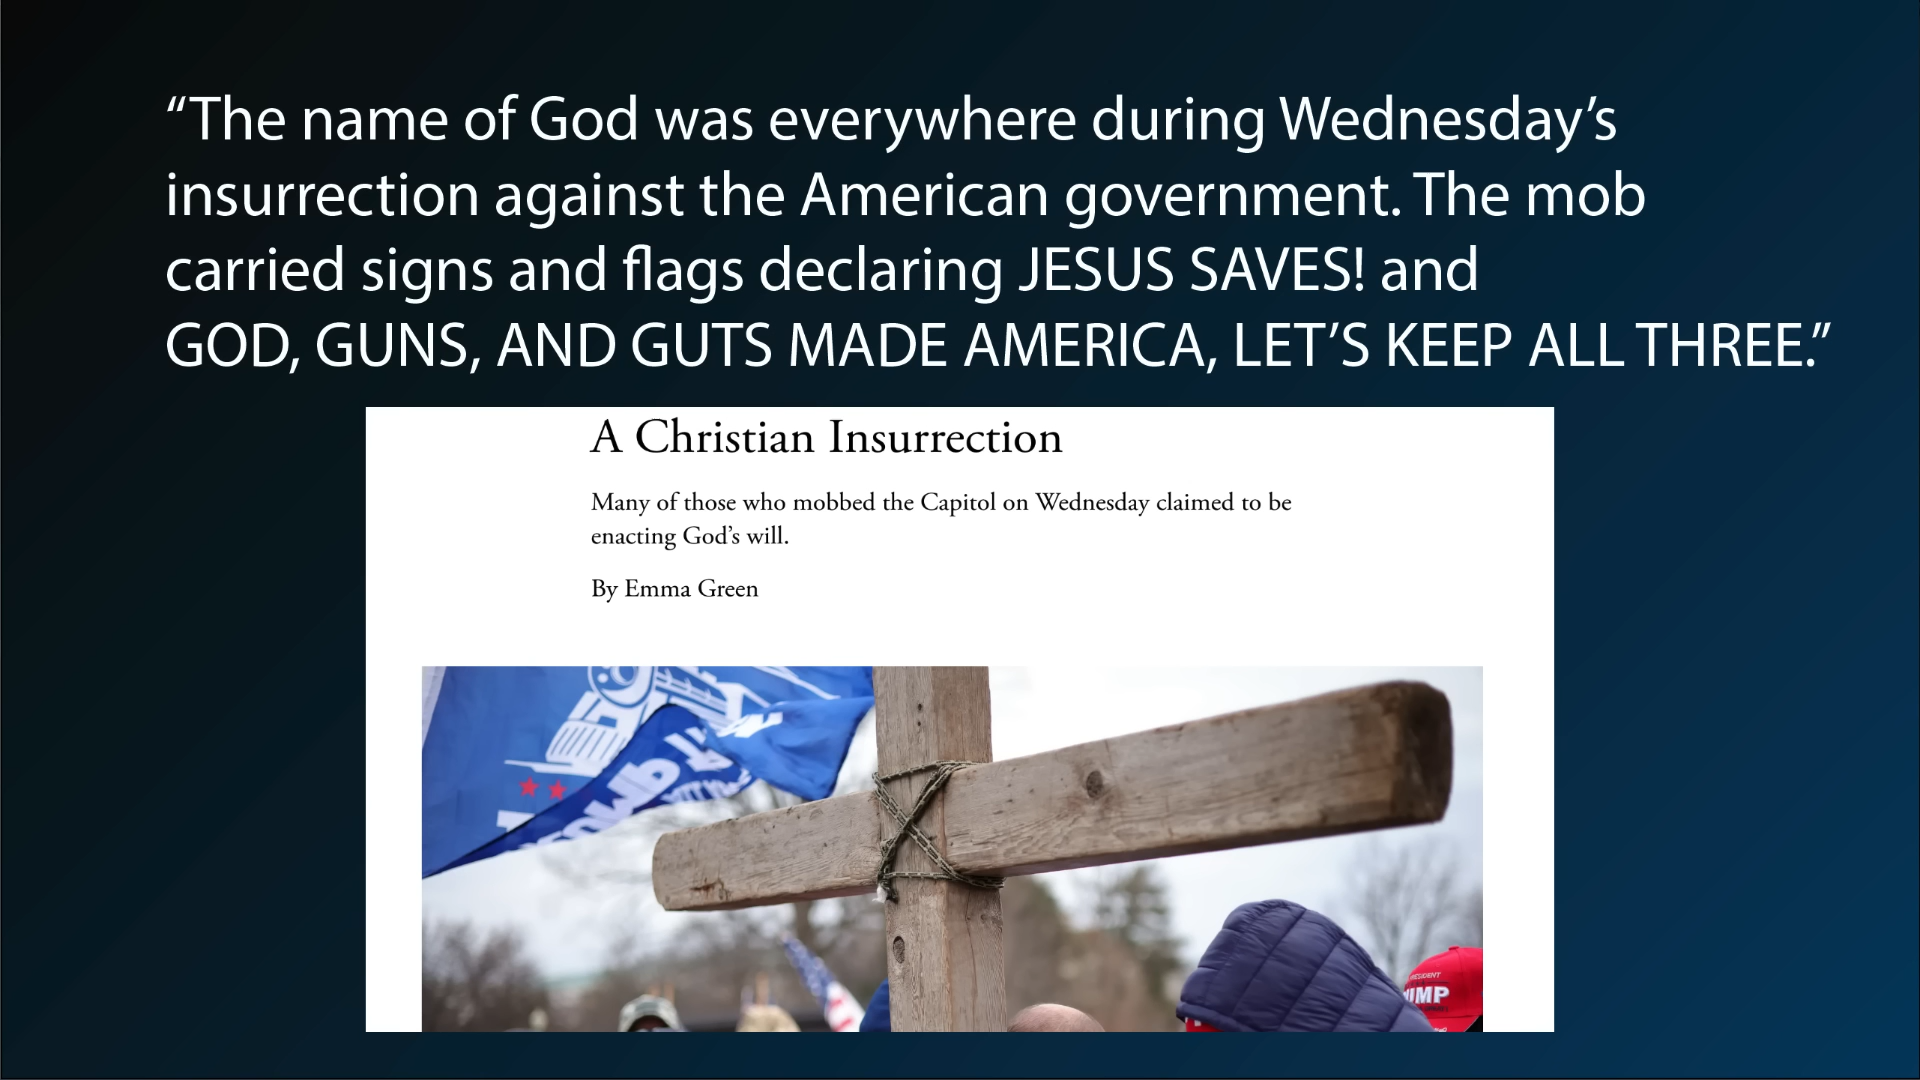 “The name of God was everywhere during Wednesday’s
insurrection against the American government. The mob
carried signs and flags declaring JESUS SAVES! and
GOD, GUNS, AND GUTS MADE AMERICA, LET’S KEEP ALL THREE.”
A Christian Insurrection
Many of those who mobbed the Capitol on Wednesday claimed to be
enacting God’s will.
By Emma Green